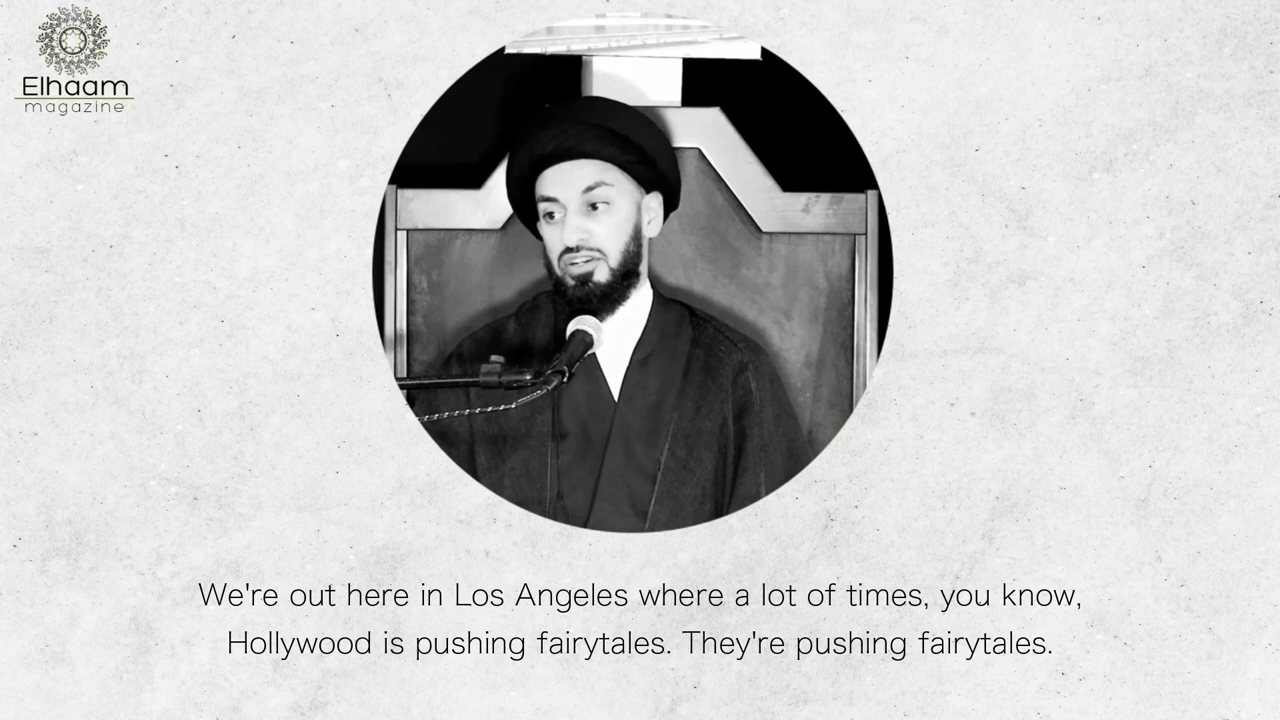 Elhaam
magazine
We're out here in Los Angeles where a lot of times, you know,
Hollywood is pushing fairytales. They're pushing fairytales.